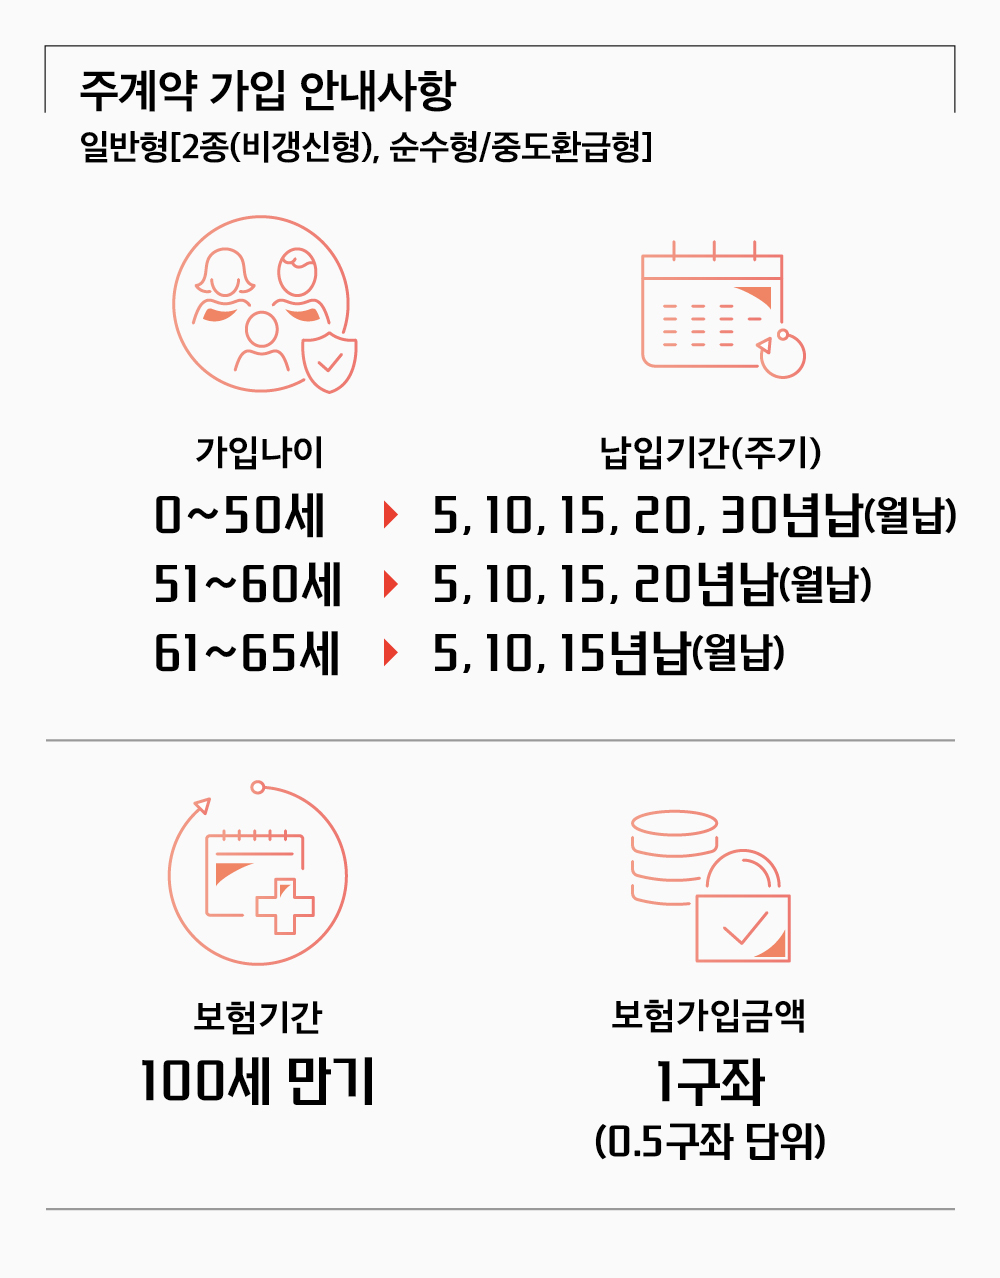 주계약 가입 안내사항
일반형[2종(비갱신형), 순수형/중도환급형]
가입나이
납입기간(주기)
0~50세 ▶ 5, 10, 15, 20, 30년납(월납)
51~60세 ▶ 5, 10, 15, 20년납(월납)
61~65세 ▶ 5, 10, 15년납(월납)
보험기간
100세 만기
보험가입금액
1구좌
(0.5구좌 단위)